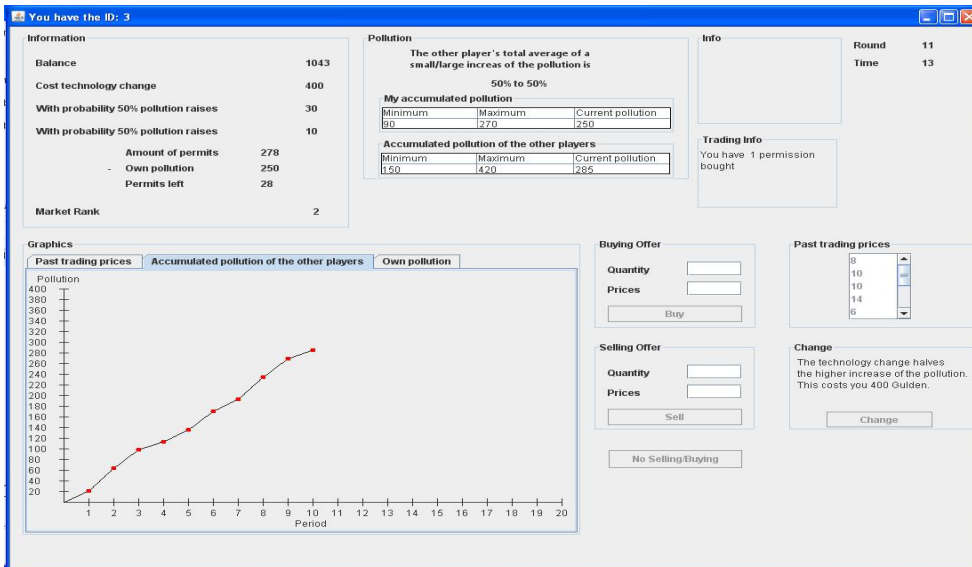 You have the ID: 3
Information
Balance 1043
Cost technology change 400
With probability 50% pollution raises 30
With probability 50% pollution raises 10
Amount of permits 278
- Own pollution 250
Permits left 28
Market Rank 2
Pollution
The other player's total average of a
small/large increas of the pollution is
50% to 50%
My accumulated pollution
Minimum Maximum Current pollution
90 270 250
Accumulated pollution of the other players
Minimum Maximum Current pollution
150 420 285
Info
Round 11
Time 13
Trading Info
You have 1 permission
bought
Graphics
Past trading prices Accumulated pollution of the other players Own pollution
Pollution
400
380
360
340
320
300
280
260
240
220
200
180
160
140
120
100
80
60
40
20
1 2 3 4 5 6 7 8 9 10 11 12 13 14 15 16 17 18 19 20
Period
Buying Offer
Quantity
Prices
Buy
Selling Offer
Quantity
Prices
Sell
No Selling/Buying
Past trading prices
8
10
10
14
6
Change
The technology change halves
the higher increase of the pollution.
This costs you 400 Gulden.
Change